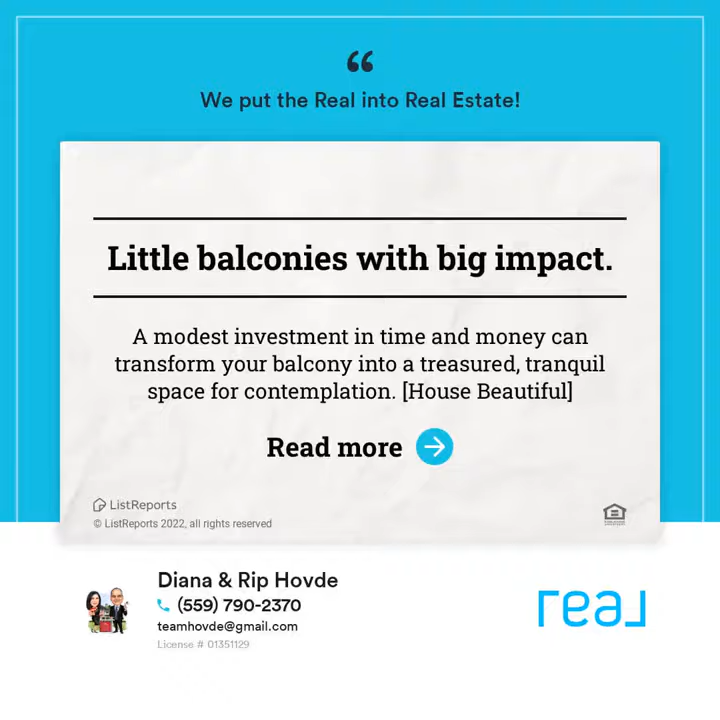 “
We put the Real into Real Estate!
Little balconies with big impact.
A modest investment in time and money can
transform your balcony into a treasured, tranquil
space for contemplation. [House Beautiful]
Read more
ListReports
© ListReports 2022, all rights reserved
Diana & Rip Hovde
(559) 790-2370
teamhovde@gmail.com
License # 01351129
real